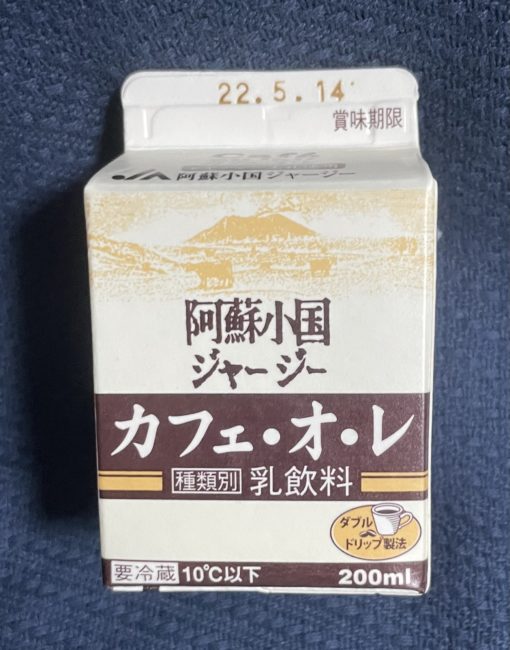 22.5.14
賞味期限
阿蘇小国ジャージー
阿蘇小国
ジャージー
カフェ・オ・レ
種類別 乳飲料
ダブル
ドリップ製法
要冷蔵 10℃以下 200ml